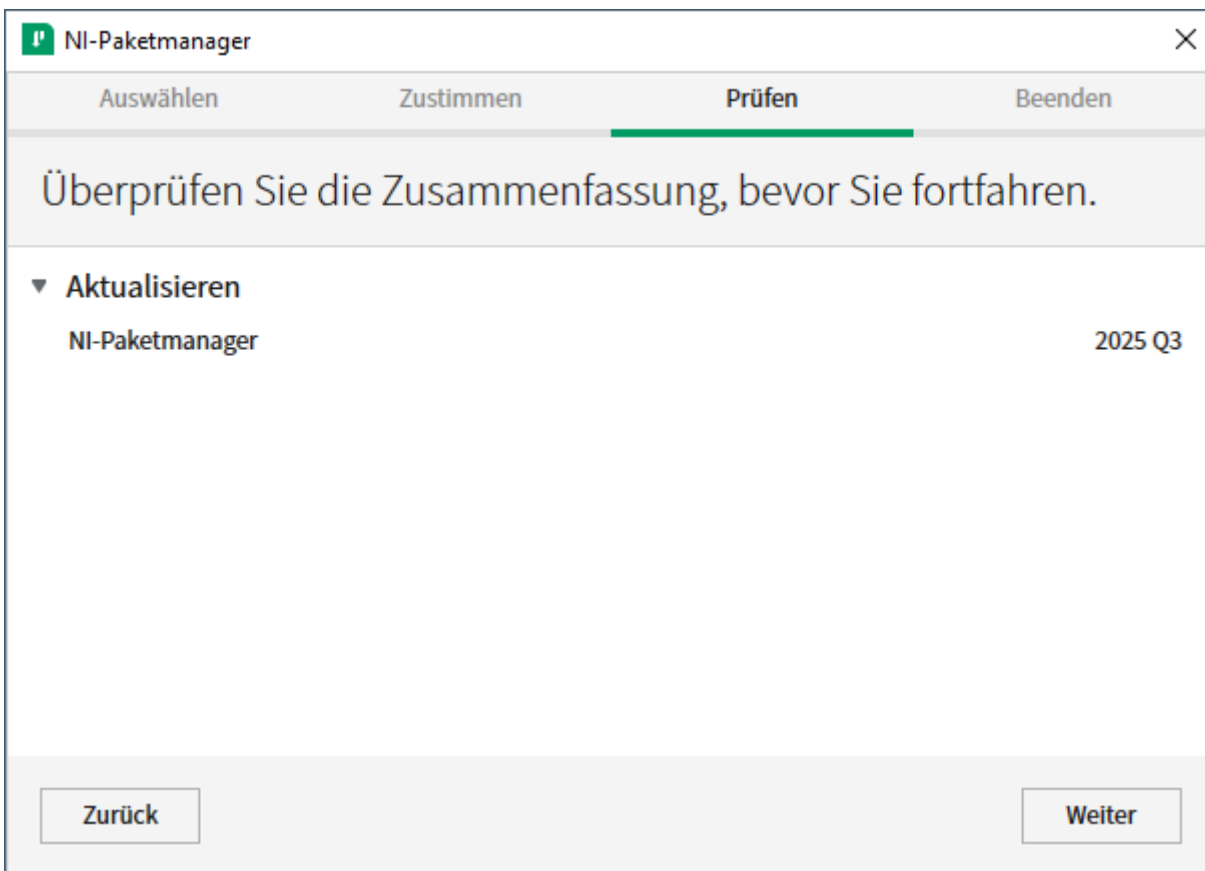 NI-Paketmanager
Auswählen Zustimmen Prüfen Beenden
Überprüfen Sie die Zusammenfassung, bevor Sie fortfahren.
Aktualisieren
NI-Paketmanager 2025 Q3
Zurück Weiter